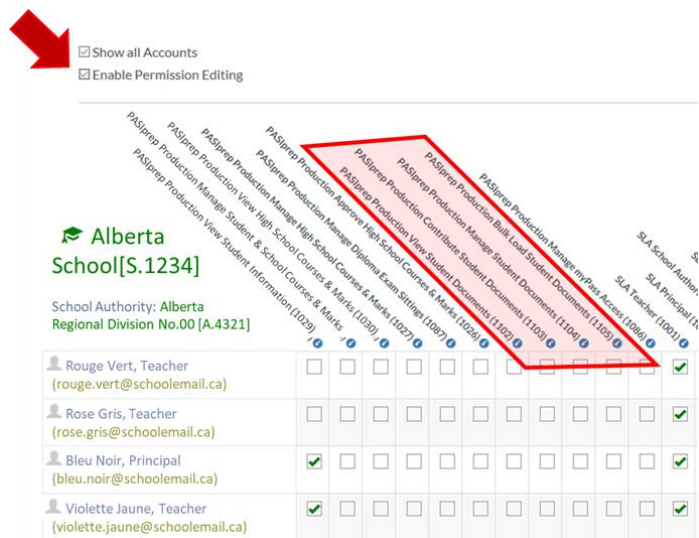 Show all Accounts
Enable Permission Editing
PASIprep Production View Student Information (1029)
PASIprep Production Manage Student & School Courses & Marks
PASIprep Production View High School Courses & Marks (1030)
PASIprep Production Manage High School Courses & Marks (1027)
PASIprep Production Manage Diploma Exam Sittings (1087)
PASIprep Production Approve High School Courses & Marks (1026)
PASIprep Production View Student Documents (1102)
PASIprep Production Contribute Student Documents (1103)
PASIprep Production Manage Student Documents (1104)
PASIprep Production Bulk Load Student Documents (1105)
PASIprep Production Manage myPass Access (1086)
SLA Teacher (1001)
SLA Principal (1
SLA School Author
Alberta
School[S.1234]
School Authority: Alberta
Regional Division No.00 [A.4321]
Rouge Vert, Teacher
(rouge.vert@schoolemail.ca)
Rose Gris, Teacher
(rose.gris@schoolemail.ca)
Bleu Noir, Principal
(bleu.noir@schoolemail.ca)
Violette Jaune, Teacher
(violette.jaune@schoolemail.ca)